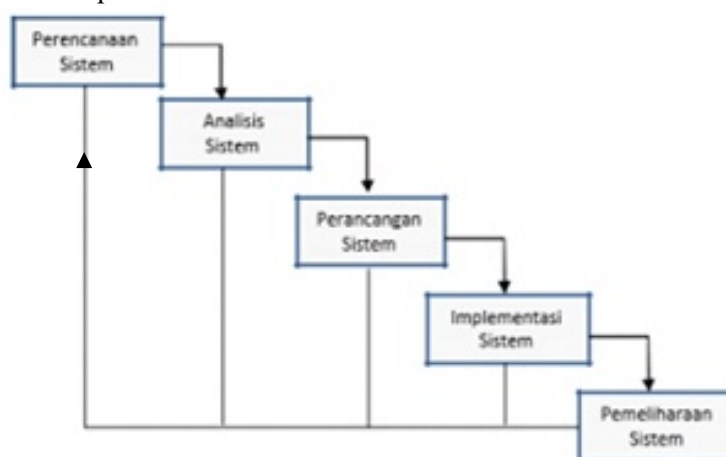 Perencanaan
Sistem
Analisis
Sistem
Perancangan
Sistem
Implementasi
Sistem
Pemeliharaan
Sistem